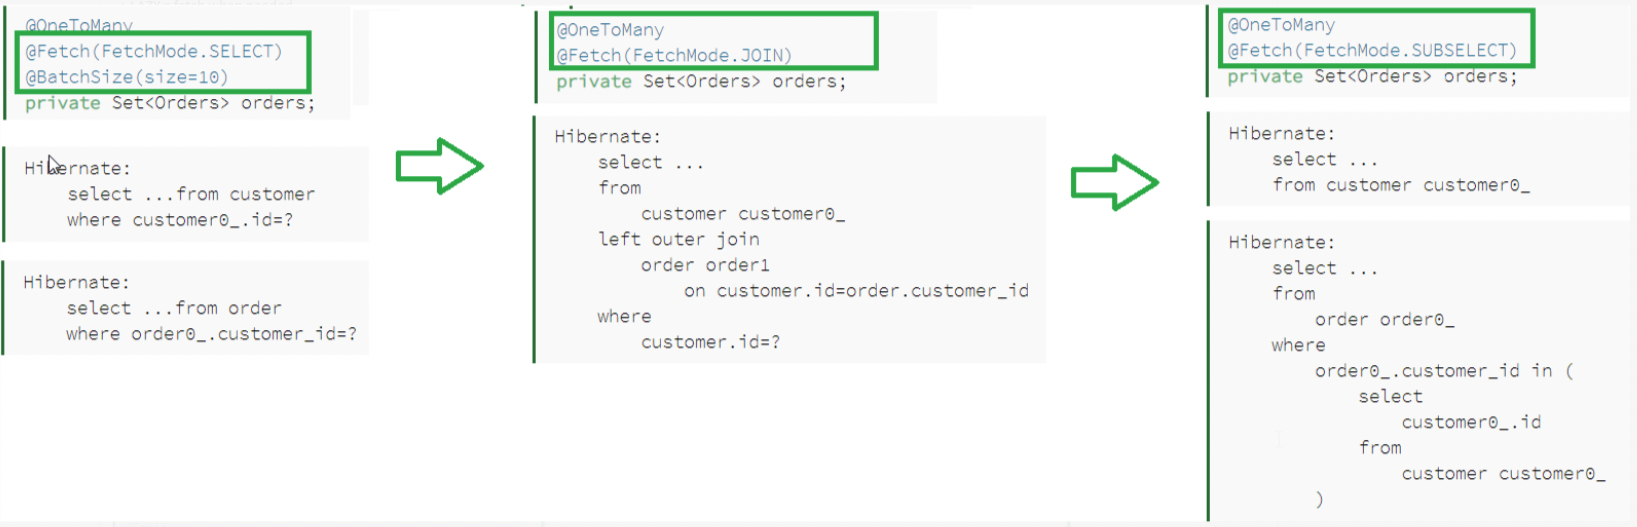 @OneToMany
@Fetch(FetchMode.SELECT)
@BatchSize(size=10)
private Set<Orders> orders;
Hibernate:
select ...from customer
where customer0_.id=?
Hibernate:
select ...from order
where order0_.customer_id=?
@OneToMany
@Fetch(FetchMode.JOIN)
private Set<Orders> orders;
Hibernate:
select ...
from
customer customer0_
left outer join
order order1
on customer.id=order.customer_id
where
customer.id=?
@OneToMany
@Fetch(FetchMode.SUBSELECT)
private Set<Orders> orders;
Hibernate:
select ...
from customer customer0_
Hibernate:
select ...
from
order order0_
where
order0_.customer_id in (
select
customer0_.id
from
customer customer0_
)